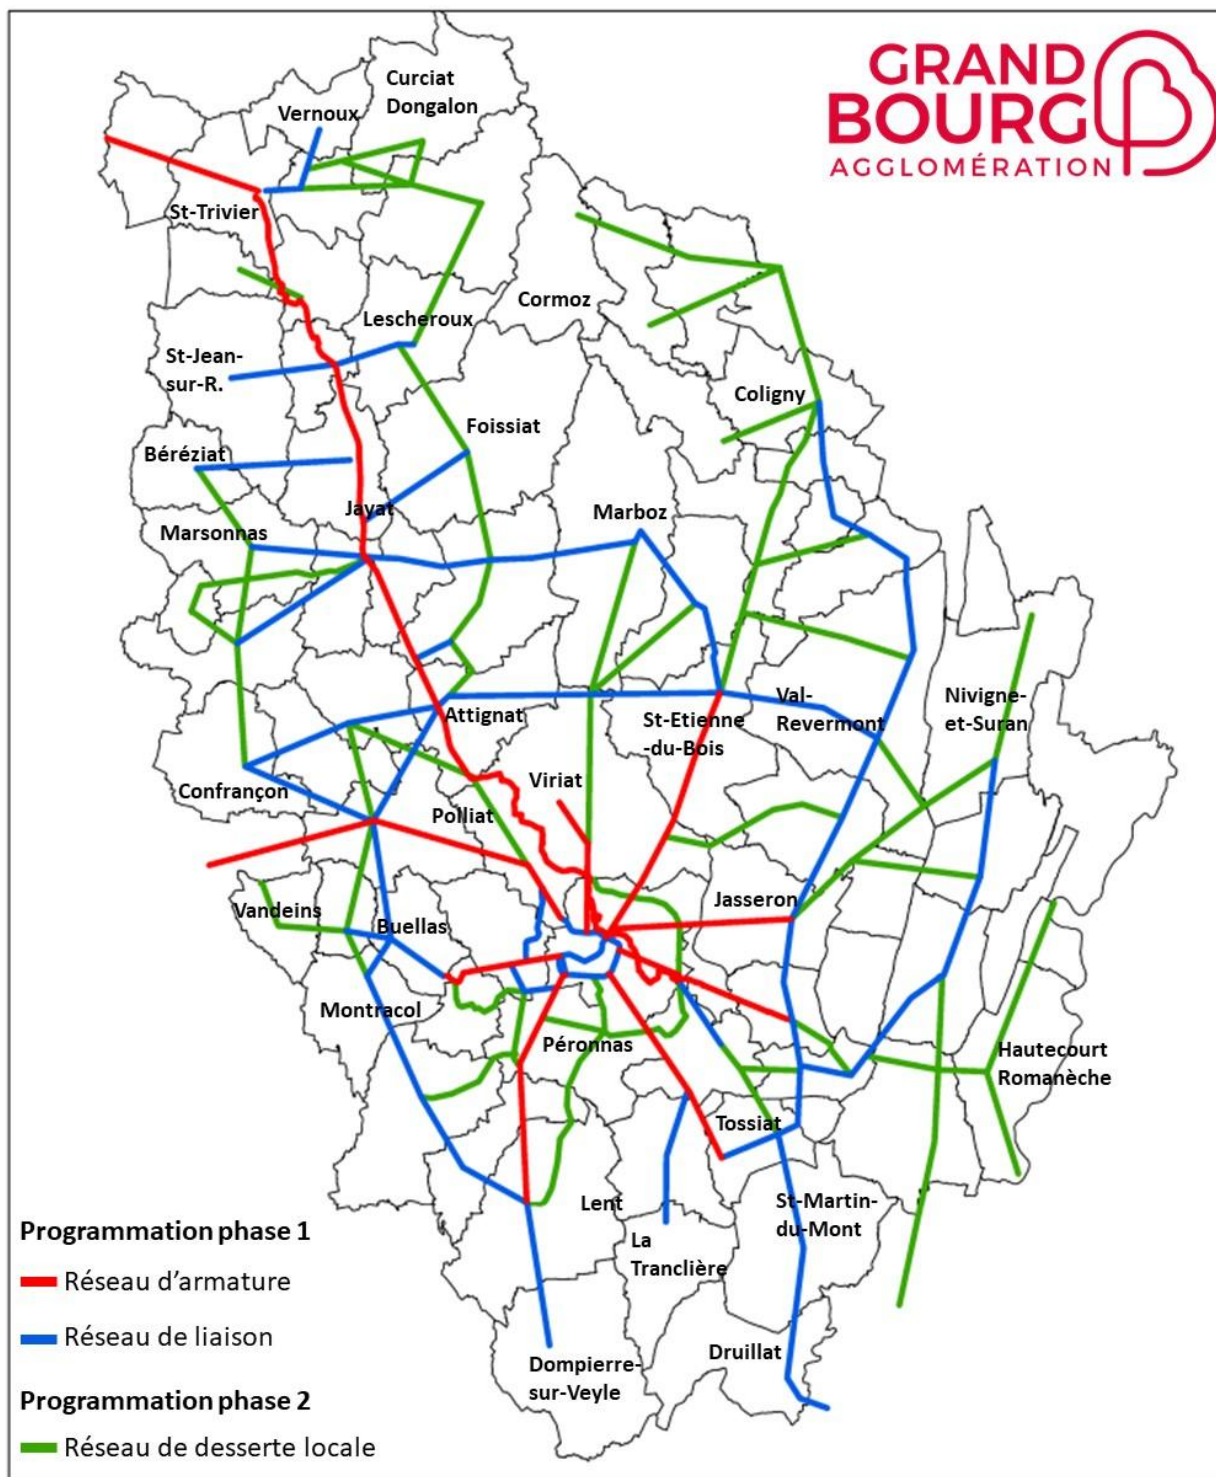 GRAND
BOURG
AGGLOMÉRATION
Curciat
Dongalon
Vernoux
St-Trivier
Cormoz
Lescheroux
St-Jean-
sur-R.
Coligny
Foissiat
Béréziat
Jayat
Marboz
Marsonnas
Attignat
St-Etienne
-du-Bois
Val-
Revermont
Nivigne-
et-Suran
Viriat
Confrançon
Polliat
Jasseron
Vandeins
Buellas
Montracol
Péronnas
Hautecourt
Romanèche
Tossiat
Lent
St-Martin-
du-Mont
La
Tranclière
Druillat
Dompierre-
sur-Veyle
Programmation phase 1
Réseau d'armature
Réseau de liaison
Programmation phase 2
Réseau de desserte locale